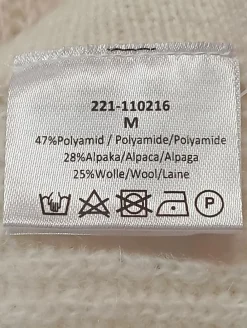 221-110216
M
47%Polyamid / Polyamide/Polyamide
28%Alpaka/Alpaca/Alpaga
25%Wolle/Wool/Laine
P